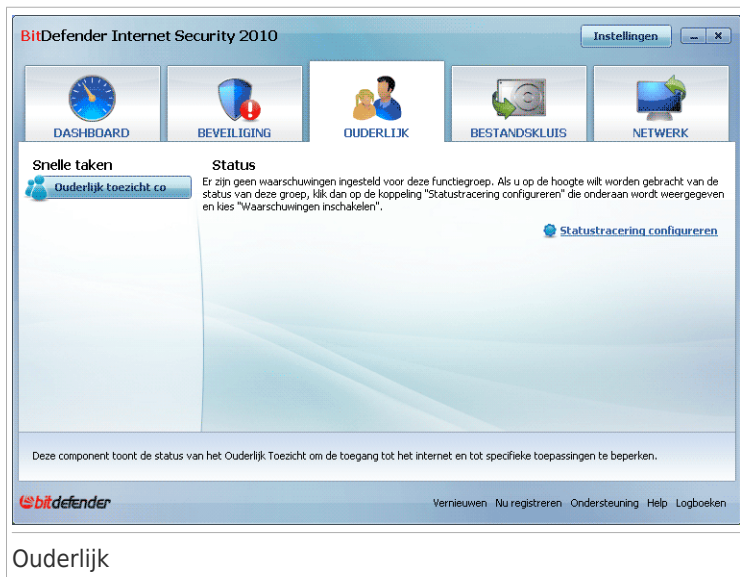 BitDefender Internet Security 2010
Instellingen
DASHBOARD
BEVEILIGING
OUDERLIJK
BESTANDSKLUIS
NETWERK
Snelle taken
Ouderlijk toezicht co
Status
Er zijn geen waarschuwingen ingesteld voor deze functiegroep. Als u op de hoogte wilt worden gebracht van de
status van deze groep, klik dan op de koppeling "Statustracering configureren" die onderaan wordt weergegeven
en kies "Waarschuwingen inschakelen".
Statustracering configureren
Deze component toont de status van het Ouderlijk Toezicht om de toegang tot het internet en tot specifieke toepassingen te beperken.
bitdefender
Vernieuwen Nu registreren Ondersteuning Help Logboeken
Ouderlijk